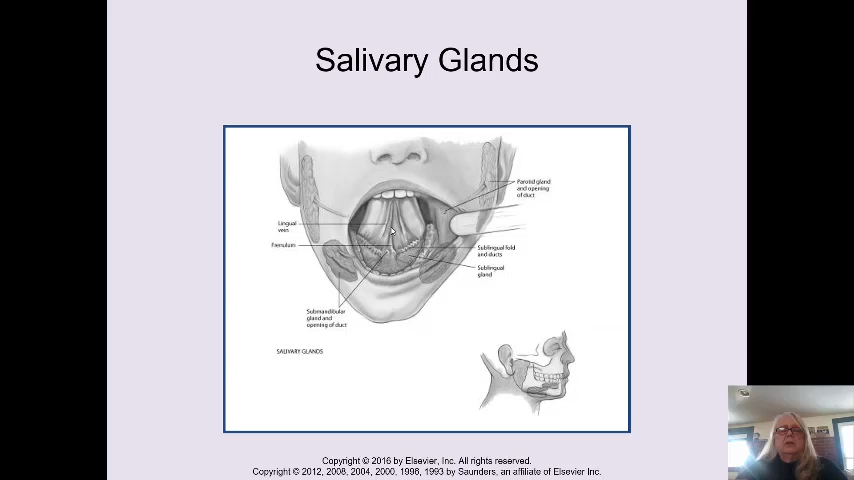 Salivary Glands
Parotid gland
and opening
of duct
Lingual
vein
Frenulum
Sublingual fold
and ducts
Sublingual
gland
Submandibular
gland and
opening of duct
SALIVARY GLANDS
Copyright © 2016 by Elsevier, Inc. All rights reserved.
Copyright © 2012, 2008, 2004, 2000, 1996, 1993 by Saunders, an affiliate of Elsevier Inc.